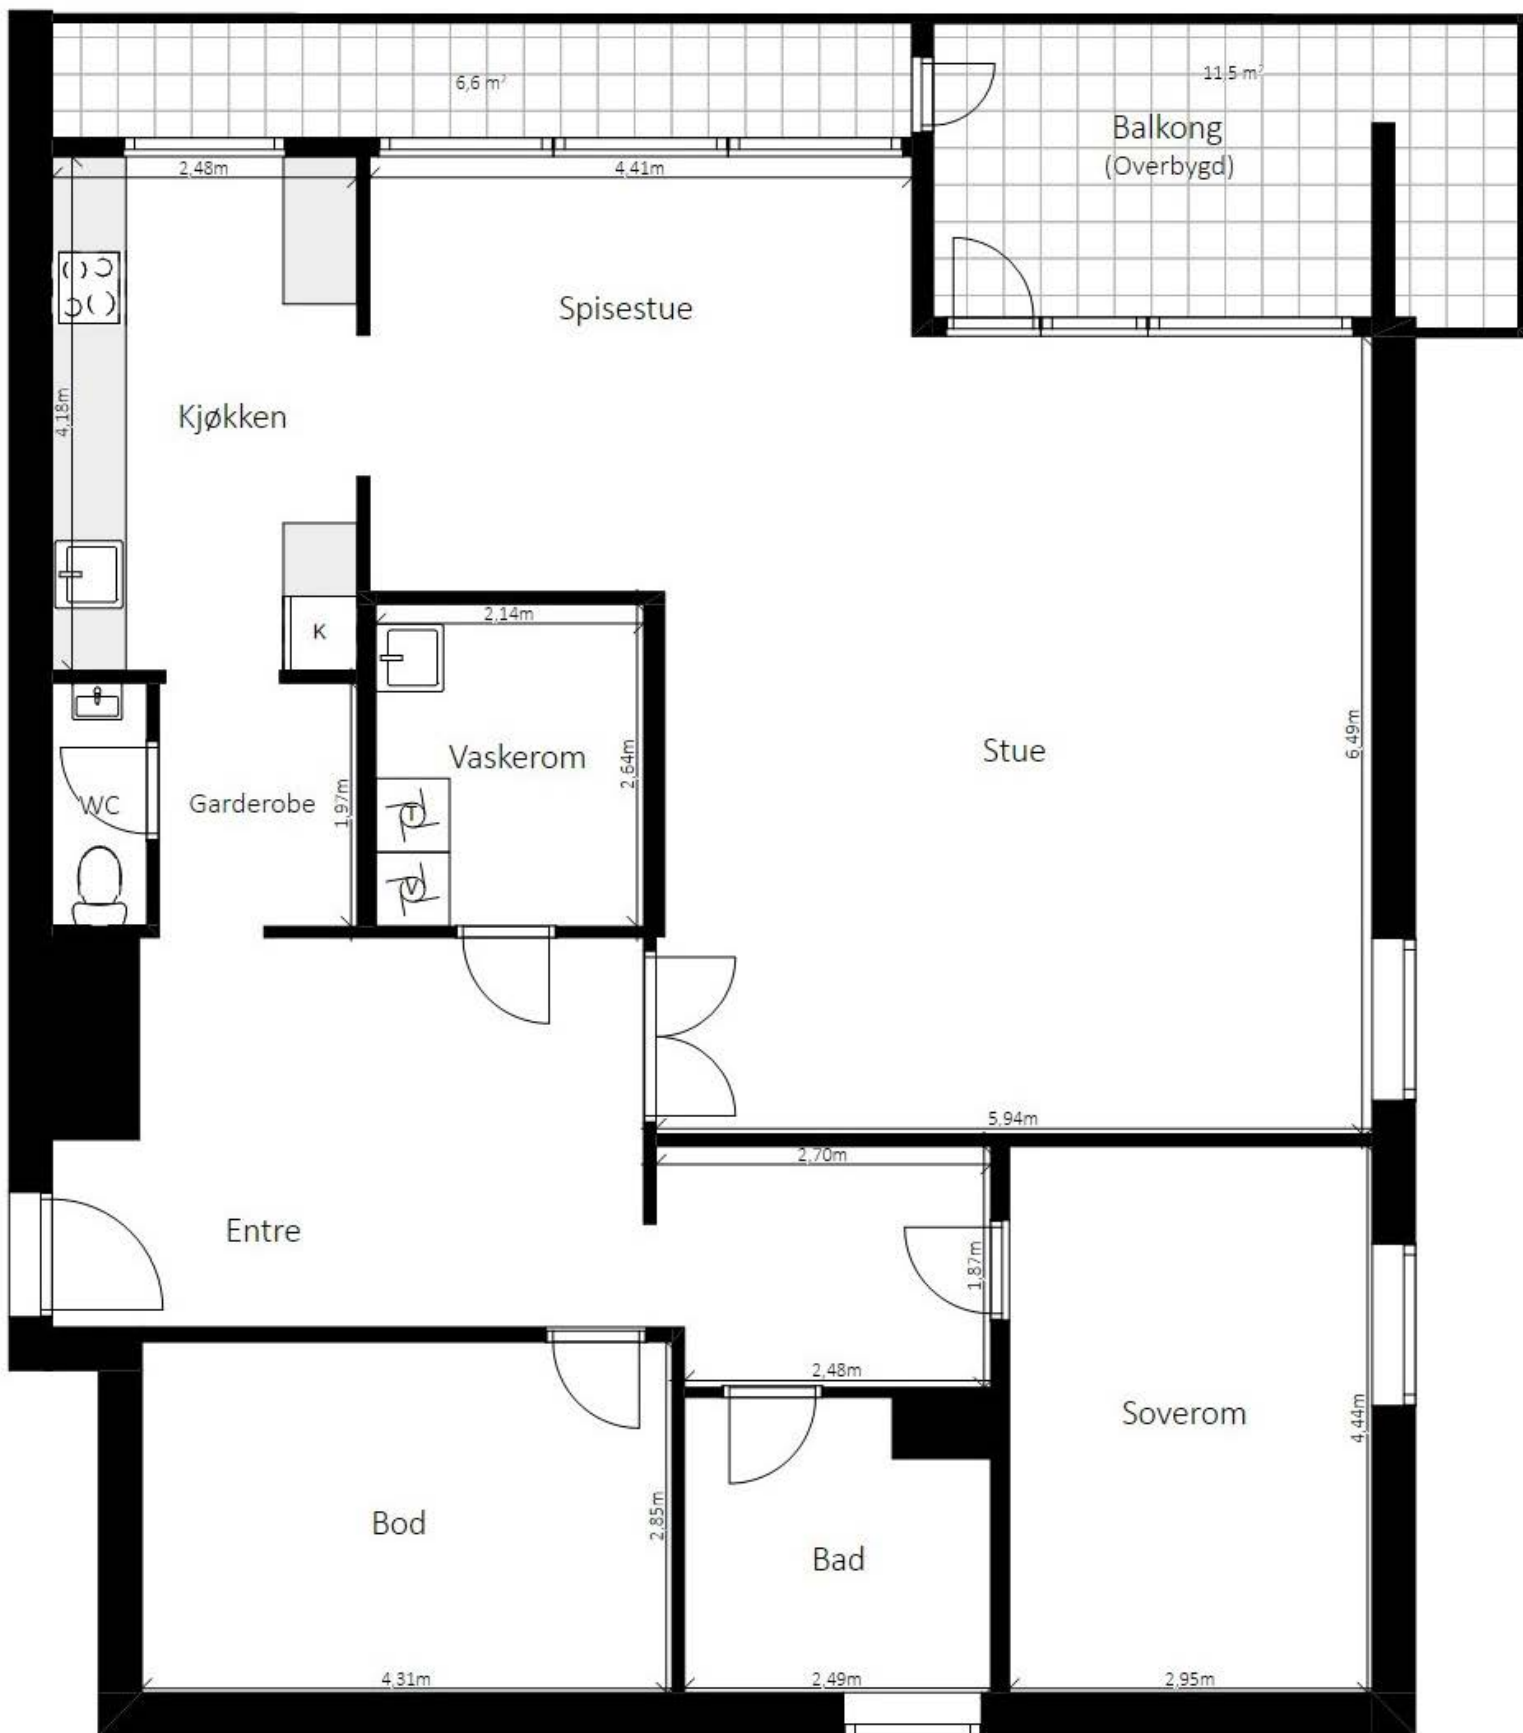 6,6 m²
11,5 m²
Balkong
(Overbygd)
2,48m
4,41m
Spisestue
4,18m
Kjøkken
K
2,14m
Vaskerom
2,64m
WC
Garderobe
1,97m
T
V
Stue
6,49m
5,94m
2,70m
Entre
1,87m
2,48m
Soverom
4,44m
Bod
2,85m
Bad
4,31m
2,49m
2,95m